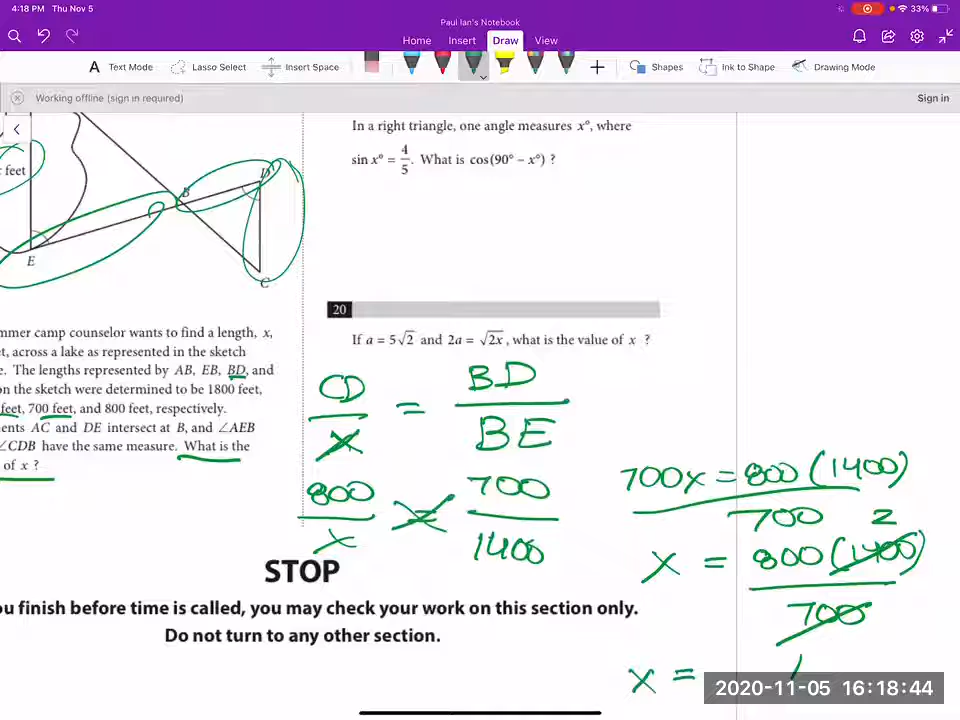 4:18 PM Thu Nov 5
33%
Paul Ian's Notebook
Home Insert Draw View
A Text Mode Lasso Select Insert Space Shapes Ink to Shape Drawing Mode
Working offline (sign in required) Sign in
feet
B
D
E
C
mmer camp counselor wants to find a length, x,
et, across a lake as represented in the sketch
e. The lengths represented by AB, EB, BD, and
on the sketch were determined to be 1800 feet,
feet, 700 feet, and 800 feet, respectively.
ents AC and DE intersect at B, and ∠AEB
∠CDB have the same measure. What is the
of x ?
In a right triangle, one angle measures x°, where
sin x° = 4/5. What is cos(90° − x°) ?
20
If a = 5√2 and 2a = √2x, what is the value of x ?
CD/x = BD/BE
800/x = 700/1400
700x = 800 (1400)
700 2
x = 800 (1400)
700
x =
STOP
ou finish before time is called, you may check your work on this section only.
Do not turn to any other section.
2020-11-05 16:18:44